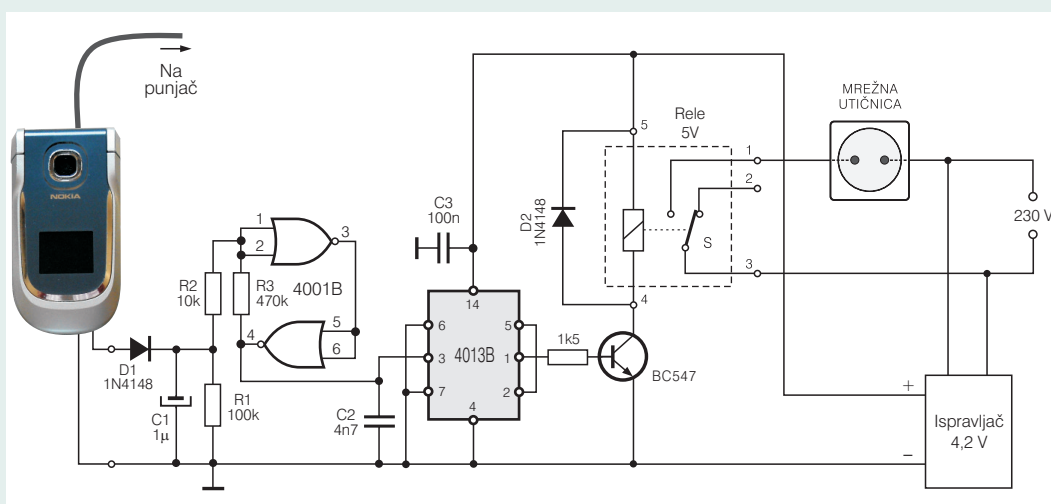 Na
punjač
NOKIA
D1
1N4148
C1
1µ
R2
10k
R1
100k
R3
470k
1
2
3
4001B
4
5
6
C2
4n7
C3
100n
14
6
3
7
4013B
5
1
2
4
1k5
BC547
D2
1N4148
Rele
5V
5
4
S
1
2
3
MREŽNA
UTIČNICA
230 V
+
Ispravljač
4,2 V
–